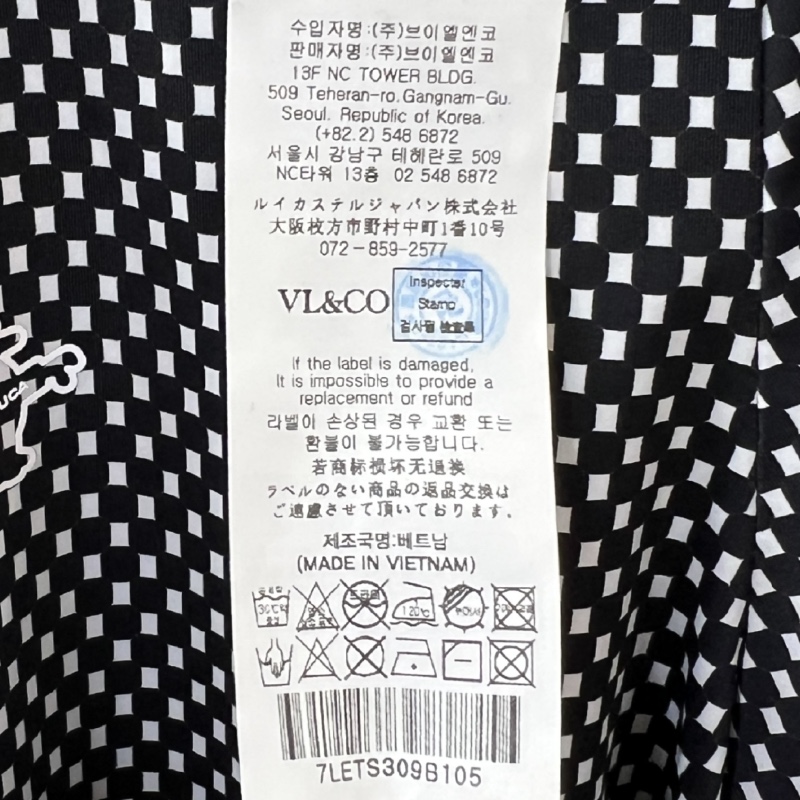 수입자명:(주)브이엘엔코
판매자명:(주)브이엘엔코
13F NC TOWER BLDG.
509 Teheran-ro.Gangnam-Gu.
Seoul. Republic of Korea.
(+82.2) 548 6872
서울시 강남구 테헤란로 509
NC타워 13층 02 548 6872
ルイカステルジャパン株式会社
大阪枚方市野村中町1番10号
072-859-2577
VL&CO
Inspector
Stamp
검사필 検査畢
If the label is damaged,
It is impossible to provide a
replacement or refund
라벨이 손상된 경우 교환 또는
환불이 불가능합니다.
若商标损坏无退换
ラベルのない商品の返品交換は
ご遠慮させて頂いております。
제조국명:베트남
(MADE IN VIETNAM)
30℃
드라이
120℃
7LETS309B105
UCA